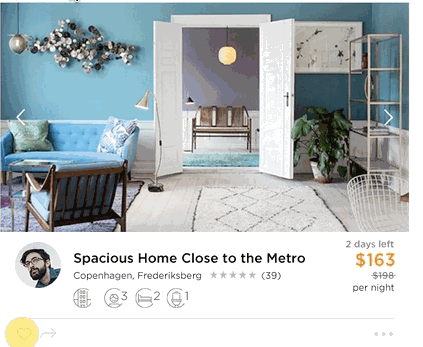 2 days left
Spacious Home Close to the Metro
$163
Copenhagen, Frederiksberg ★★★★★ (39)
$198
per night
3 2 1